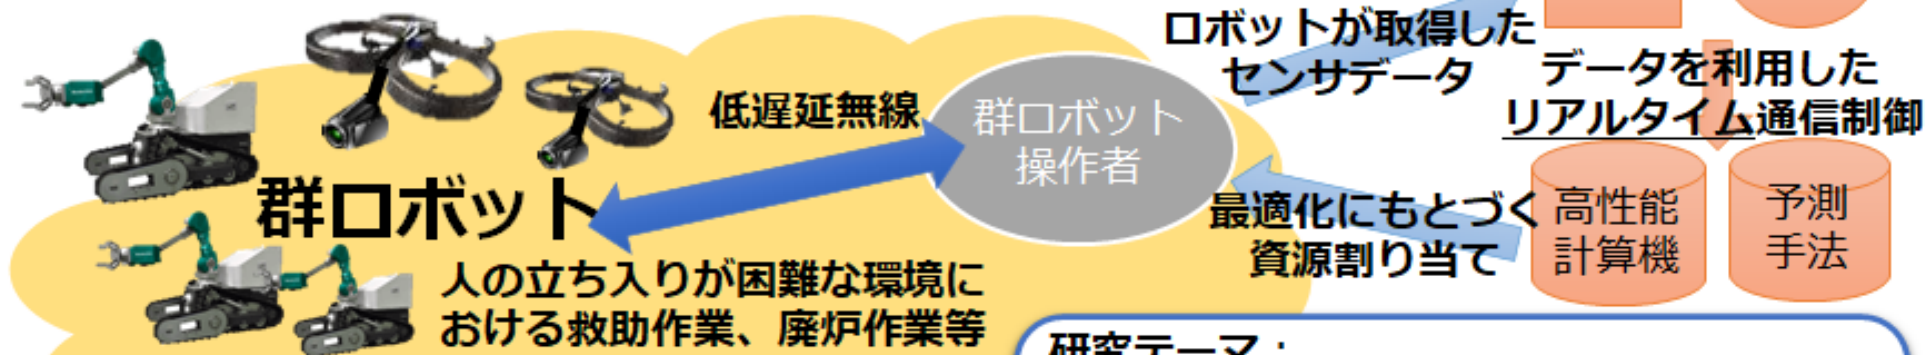 ロボットが取得した
センサデータ
データを利用した
リアルタイム通信制御
低遅延無線
群ロボット
操作者
群ロボット
最適化にもとづく
資源割り当て
高性能
計算機
予測
手法
人の立ち入りが困難な環境に
おける救助作業、廃炉作業等
研究テーマ：